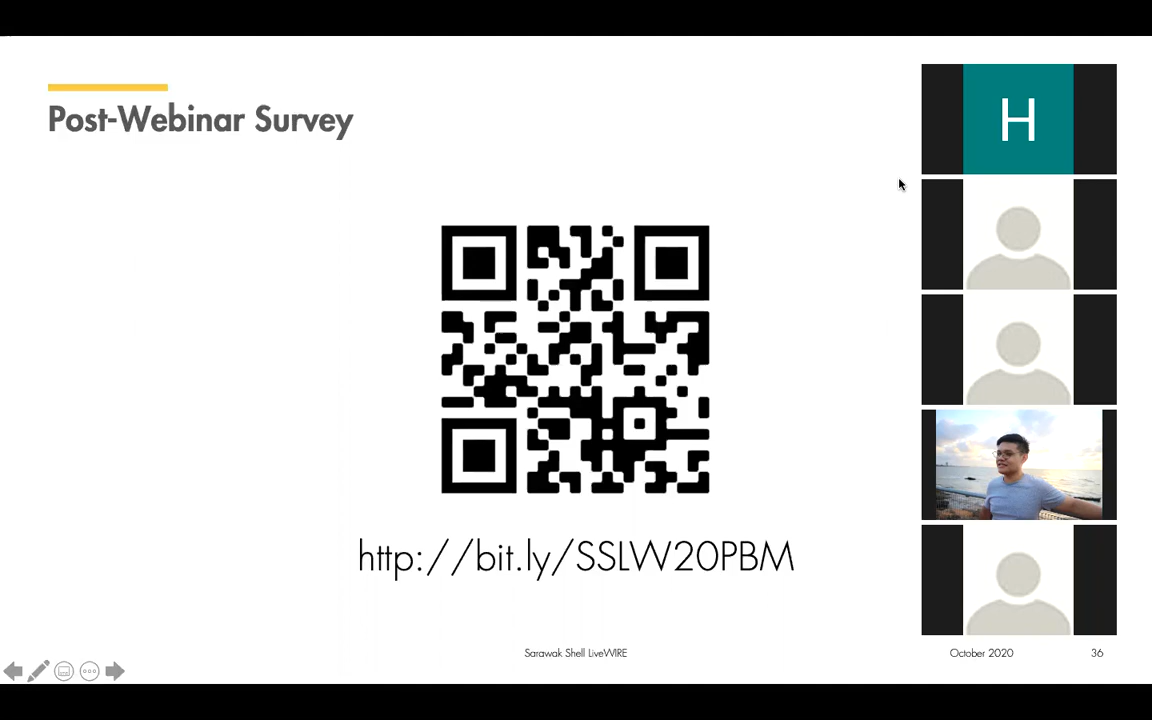 Post-Webinar Survey
H
http://bit.ly/SSLW20PBM
Sarawak Shell LiveWIRE
October 2020
36